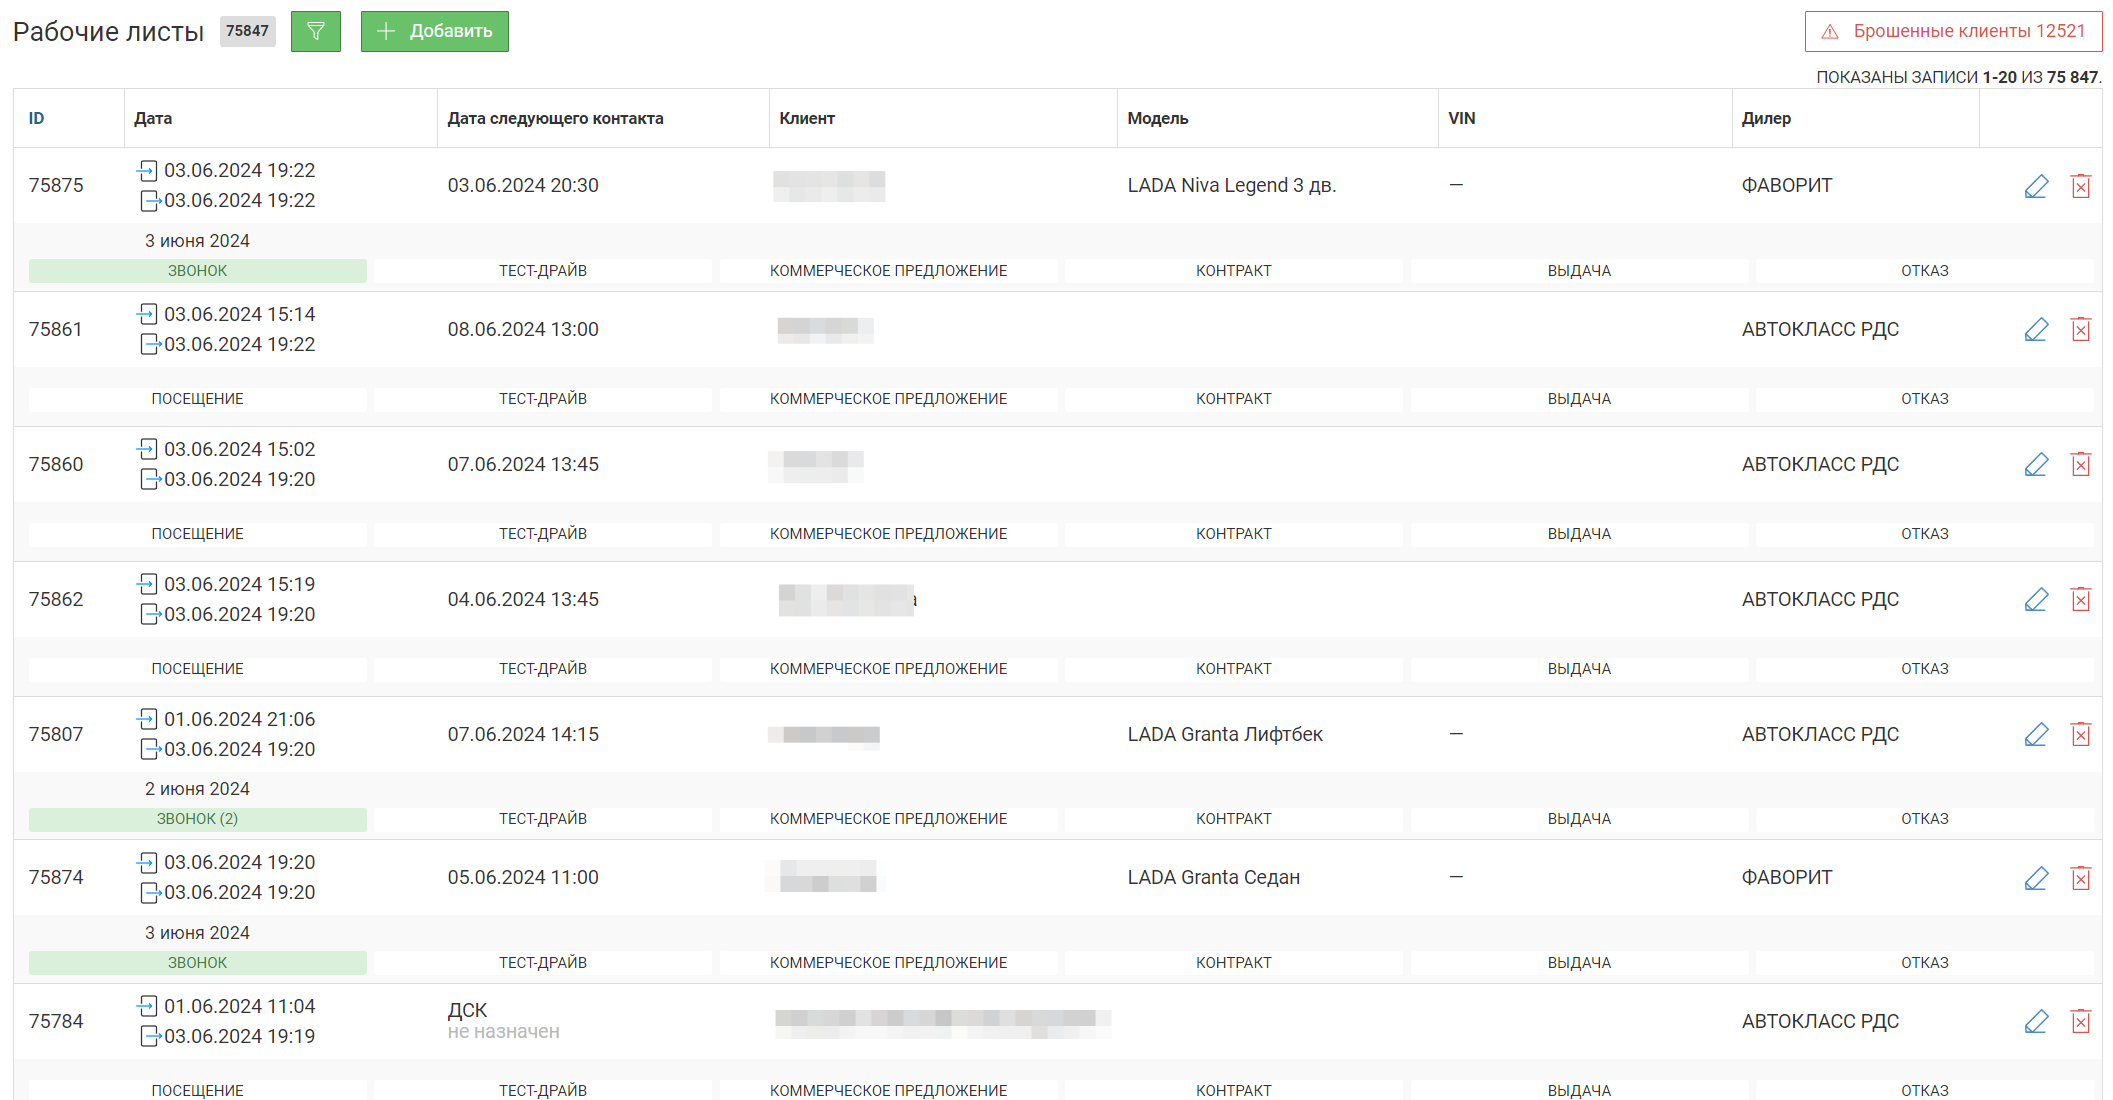 Рабочие листы 75847 Добавить Брошенные клиенты 12521
ПОКАЗАНЫ ЗАПИСИ 1-20 ИЗ 75 847.
ID Дата Дата следующего контакта Клиент Модель VIN Дилер
03.06.2024 19:22
75875 03.06.2024 20:30 LADA Niva Legend 3 дв. — ФАВОРИТ
03.06.2024 19:22
3 июня 2024
ЗВОНОК ТЕСТ-ДРАЙВ КОММЕРЧЕСКОЕ ПРЕДЛОЖЕНИЕ КОНТРАКТ ВЫДАЧА ОТКАЗ
03.06.2024 15:14
75861 08.06.2024 13:00 АВТОКЛАСС РДС
03.06.2024 19:22
ПОСЕЩЕНИЕ ТЕСТ-ДРАЙВ КОММЕРЧЕСКОЕ ПРЕДЛОЖЕНИЕ КОНТРАКТ ВЫДАЧА ОТКАЗ
03.06.2024 15:02
75860 07.06.2024 13:45 АВТОКЛАСС РДС
03.06.2024 19:20
ПОСЕЩЕНИЕ ТЕСТ-ДРАЙВ КОММЕРЧЕСКОЕ ПРЕДЛОЖЕНИЕ КОНТРАКТ ВЫДАЧА ОТКАЗ
03.06.2024 15:19
75862 04.06.2024 13:45 АВТОКЛАСС РДС
03.06.2024 19:20
ПОСЕЩЕНИЕ ТЕСТ-ДРАЙВ КОММЕРЧЕСКОЕ ПРЕДЛОЖЕНИЕ КОНТРАКТ ВЫДАЧА ОТКАЗ
01.06.2024 21:06
75807 07.06.2024 14:15 LADA Granta Лифтбек — АВТОКЛАСС РДС
03.06.2024 19:20
2 июня 2024
ЗВОНОК (2) ТЕСТ-ДРАЙВ КОММЕРЧЕСКОЕ ПРЕДЛОЖЕНИЕ КОНТРАКТ ВЫДАЧА ОТКАЗ
03.06.2024 19:20
75874 05.06.2024 11:00 LADA Granta Седан — ФАВОРИТ
03.06.2024 19:20
3 июня 2024
ЗВОНОК ТЕСТ-ДРАЙВ КОММЕРЧЕСКОЕ ПРЕДЛОЖЕНИЕ КОНТРАКТ ВЫДАЧА ОТКАЗ
01.06.2024 11:04 ДСК
75784 АВТОКЛАСС РДС
03.06.2024 19:19 не назначен
ПОСЕЩЕНИЕ ТЕСТ-ДРАЙВ КОММЕРЧЕСКОЕ ПРЕДЛОЖЕНИЕ КОНТРАКТ ВЫДАЧА ОТКАЗ